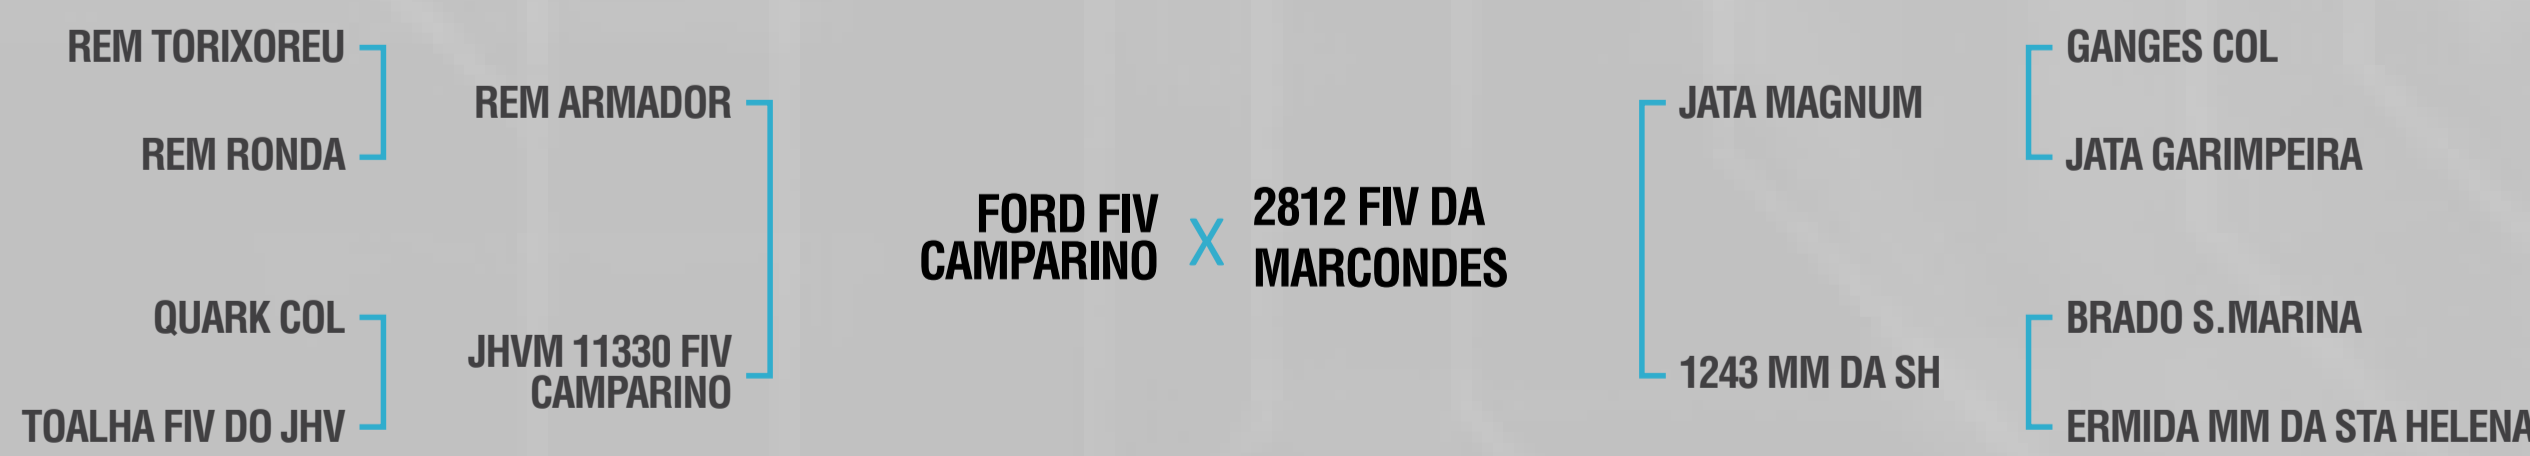 REM TORIXOREU
REM RONDA
REM ARMADOR
QUARK COL
TOALHA FIV DO JHV
JHVM 11330 FIV
CAMPARINO
FORD FIV
CAMPARINO
X
2812 FIV DA
MARCONDES
JATA MAGNUM
GANGES COL
JATA GARIMPEIRA
1243 MM DA SH
BRADO S.MARINA
ERMIDA MM DA STA HELENA